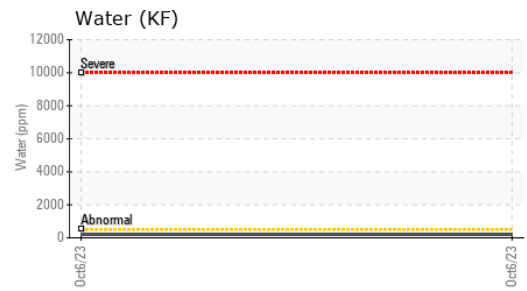 Water (KF)
12000
10000
8000
6000
4000
2000
0
Water (ppm)
Severe
Abnormal
Oct6/23
Oct6/23